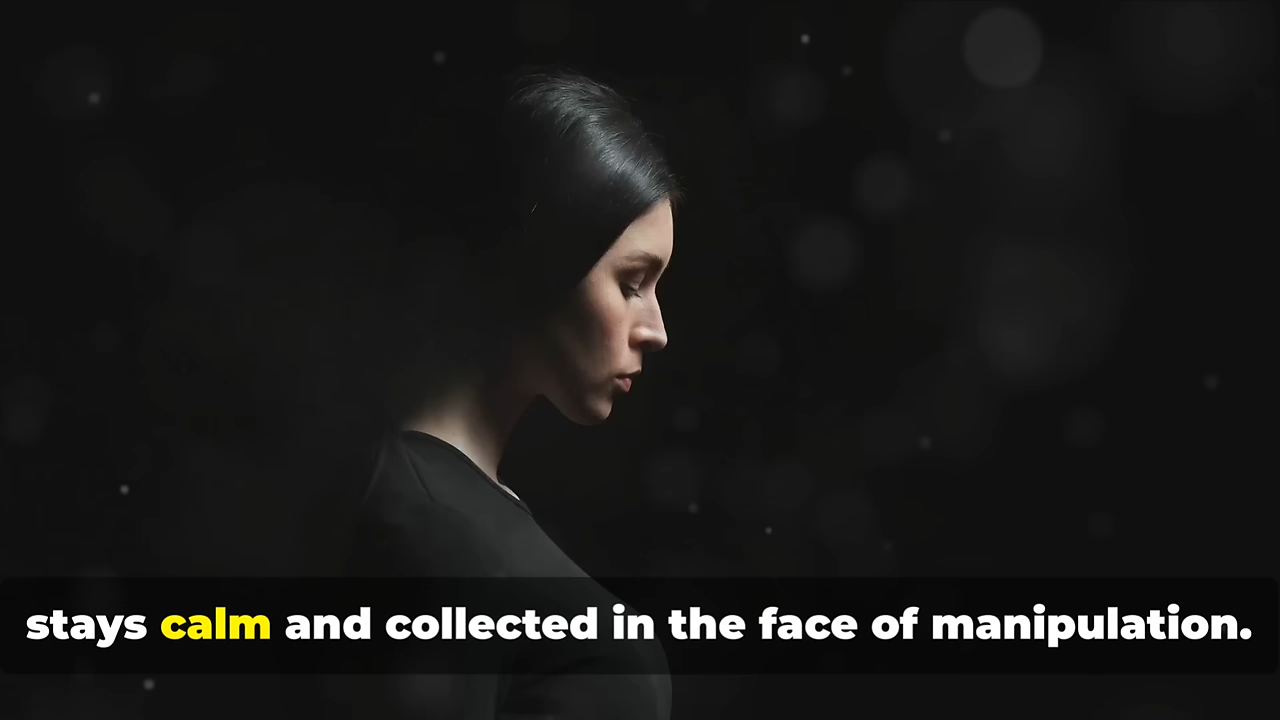 stays calm and collected in the face of manipulation.